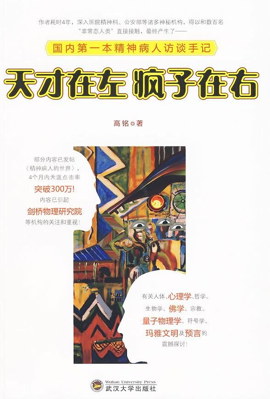 作者耗时4年，深入医院精神科、公安部等诸多神秘机构，得以和数百名
"非常态人类"直接接触，最终产生了——
国内第一本精神病人访谈手记
天才在左 疯子在右
高铭 著
部分内容已发帖
《精神病人的世界》，
4个月内点击率
突破300万!
内容已引起
剑桥物理研究院
等机构的关注和重视!
有关人体、心理学、哲学、
生物学、佛学、宗教、
量子物理学、符号学、
玛雅文明及预言的
震撼探讨!
Wuhan University Press
武汉大学出版社